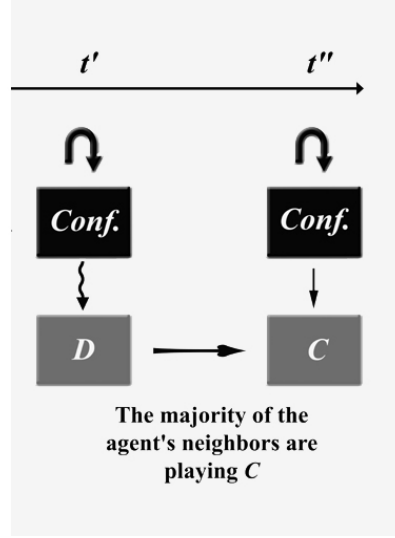 t′ t″
Conf. Conf.
D C
The majority of the
agent's neighbors are
playing C